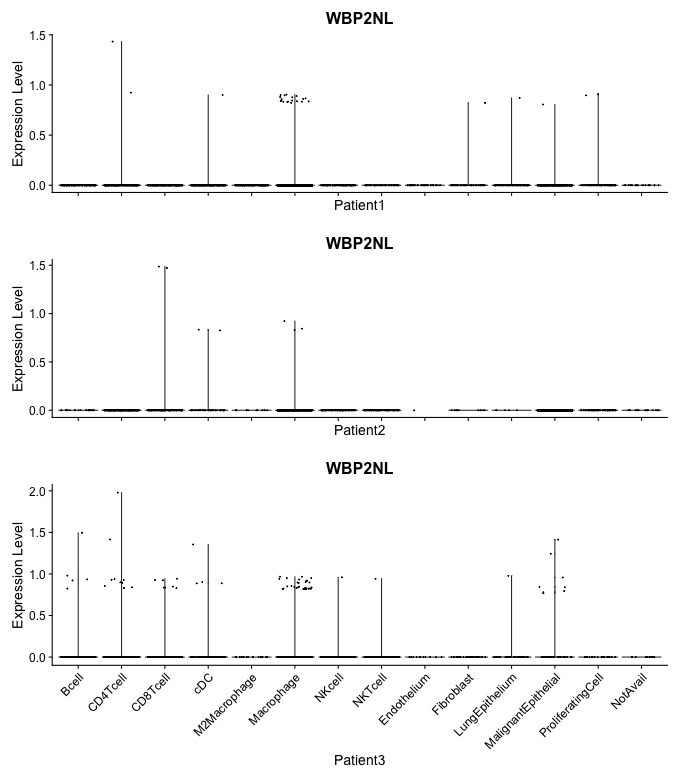 WBP2NL
Expression Level
1.5
1.0
0.5
0.0
Patient1
WBP2NL
Expression Level
1.5
1.0
0.5
0.0
Patient2
WBP2NL
Expression Level
2.0
1.5
1.0
0.5
0.0
Bcell
CD4Tcell
CD8Tcell
cDC
M2Macrophage
Macrophage
NKcell
NKTcell
Endothelium
Fibroblast
LungEpithelium
MalignantEpithelial
ProliferatingCell
NotAvail
Patient3